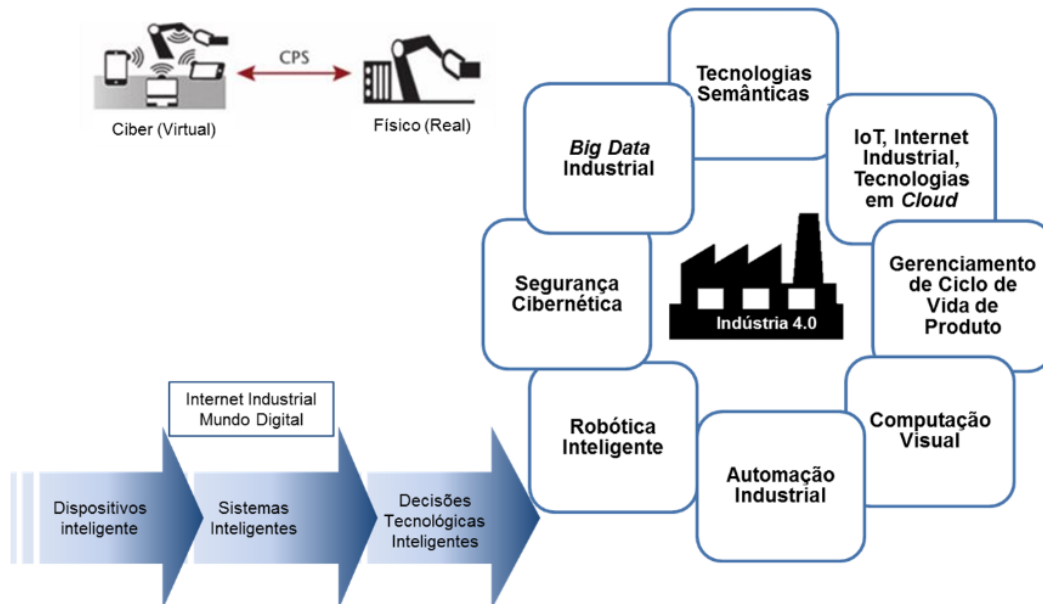 CPS
Ciber (Virtual)
Físico (Real)
Tecnologias
Semânticas
Big Data
Industrial
IoT, Internet
Industrial,
Tecnologias
em Cloud
Segurança
Cibernética
Gerenciamento
de Ciclo de
Vida de
Produto
Indústria 4.0
Robótica
Inteligente
Computação
Visual
Automação
Industrial
Internet Industrial
Mundo Digital
Dispositivos
inteligente
Sistemas
Inteligentes
Decisões
Tecnológicas
Inteligentes